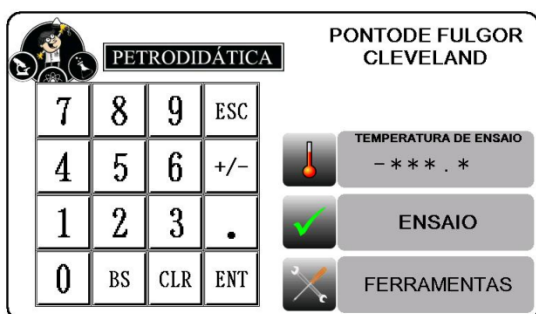 PETRODIDÁTICA
PONTODE FULGOR
CLEVELAND
7 8 9 ESC
4 5 6 +/-
1 2 3 .
0 BS CLR ENT
TEMPERATURA DE ENSAIO
-***.*
ENSAIO
FERRAMENTAS